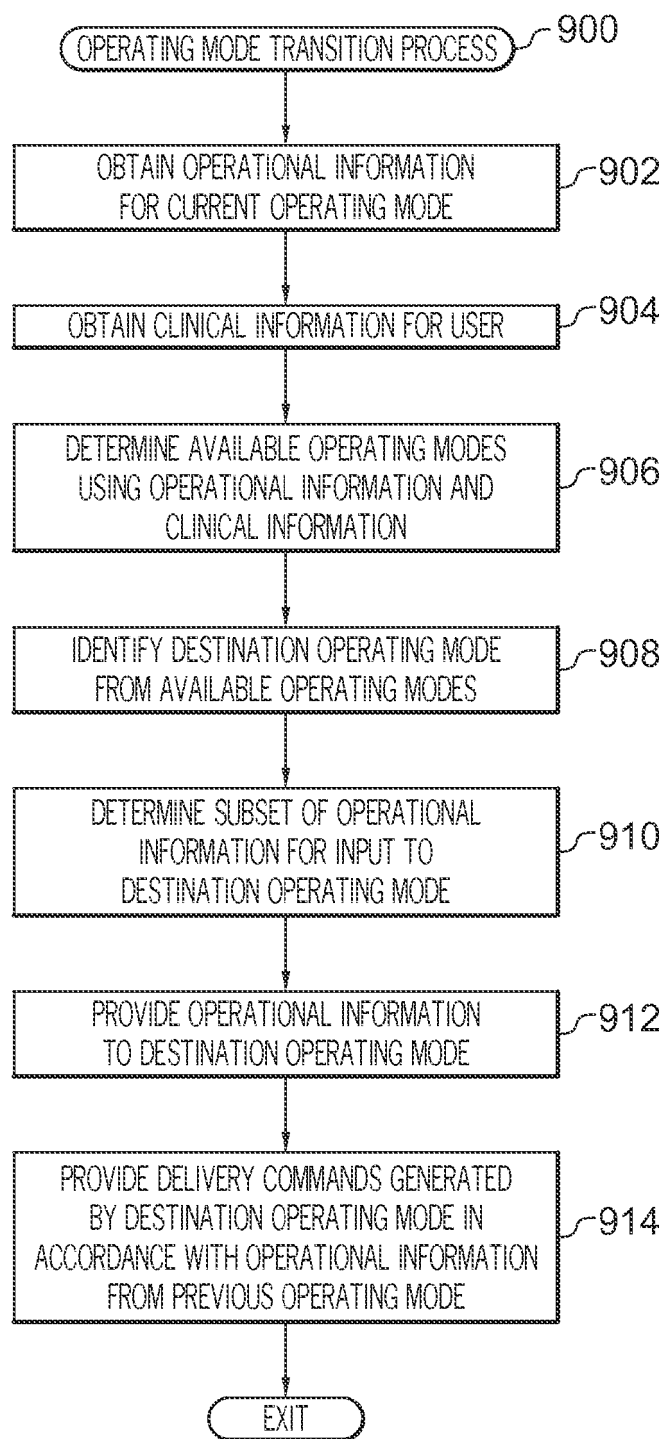 OPERATING MODE TRANSITION PROCESS
900
OBTAIN OPERATIONAL INFORMATION
FOR CURRENT OPERATING MODE
902
OBTAIN CLINICAL INFORMATION FOR USER
904
DETERMINE AVAILABLE OPERATING MODES
USING OPERATIONAL INFORMATION AND
CLINICAL INFORMATION
906
IDENTIFY DESTINATION OPERATING MODE
FROM AVAILABLE OPERATING MODES
908
DETERMINE SUBSET OF OPERATIONAL
INFORMATION FOR INPUT TO
DESTINATION OPERATING MODE
910
PROVIDE OPERATIONAL INFORMATION
TO DESTINATION OPERATING MODE
912
PROVIDE DELIVERY COMMANDS GENERATED
BY DESTINATION OPERATING MODE IN
ACCORDANCE WITH OPERATIONAL INFORMATION
FROM PREVIOUS OPERATING MODE
914
EXIT